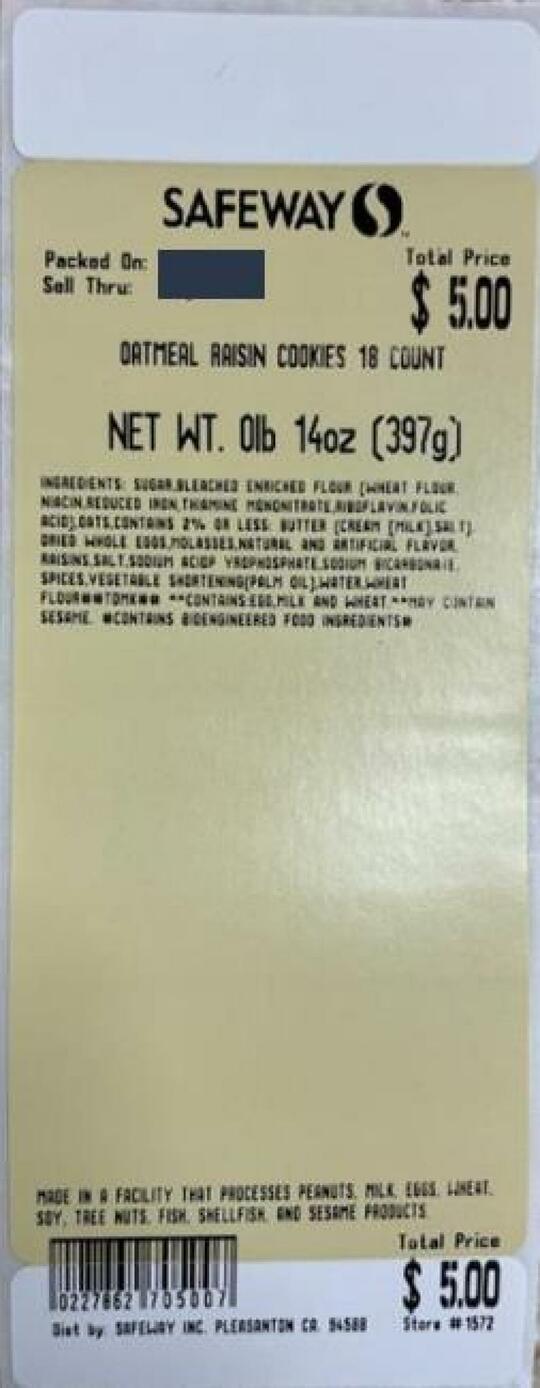 SAFEWAY
Packed On:
Total Price
Sell Thru:
$ 5.00
OATMEAL RAISIN COOKIES 18 COUNT
NET WT. 0lb 14oz (397g)
INGREDIENTS: SUGAR,BLEACHED ENRICHED FLOUR [WHEAT FLOUR,
NIACIN,REDUCED IRON,THIAMINE MONONITRATE,RIBOFLAVIN,FOLIC
ACID],OATS,CONTAINS 2% OR LESS: BUTTER (CREAM [MILK],SALT),
DRIED WHOLE EGGS,MOLASSES,NATURAL AND ARTIFICIAL FLAVOR,
RAISINS,SALT,SODIUM ACIDP YROPHOSPHATE,SODIUM BICARBONATE,
SPICES,VEGETABLE SHORTENING(PALM OIL),WATER,WHEAT
FLOUR##TDMK## **CONTAINS:EGG,MILK AND WHEAT.**MAY CONTAIN
SESAME. #CONTAINS BIOENGINEERED FOOD INGREDIENTS#
MADE IN A FACILITY THAT PROCESSES PEANUTS, MILK, EGGS, WHEAT,
SOY, TREE NUTS, FISH, SHELLFISH, AND SESAME PRODUCTS
Total Price
$ 5.00
0227862 705007
Dist by: SAFEWAY INC. PLEASANTON CA. 94588
Store #1572